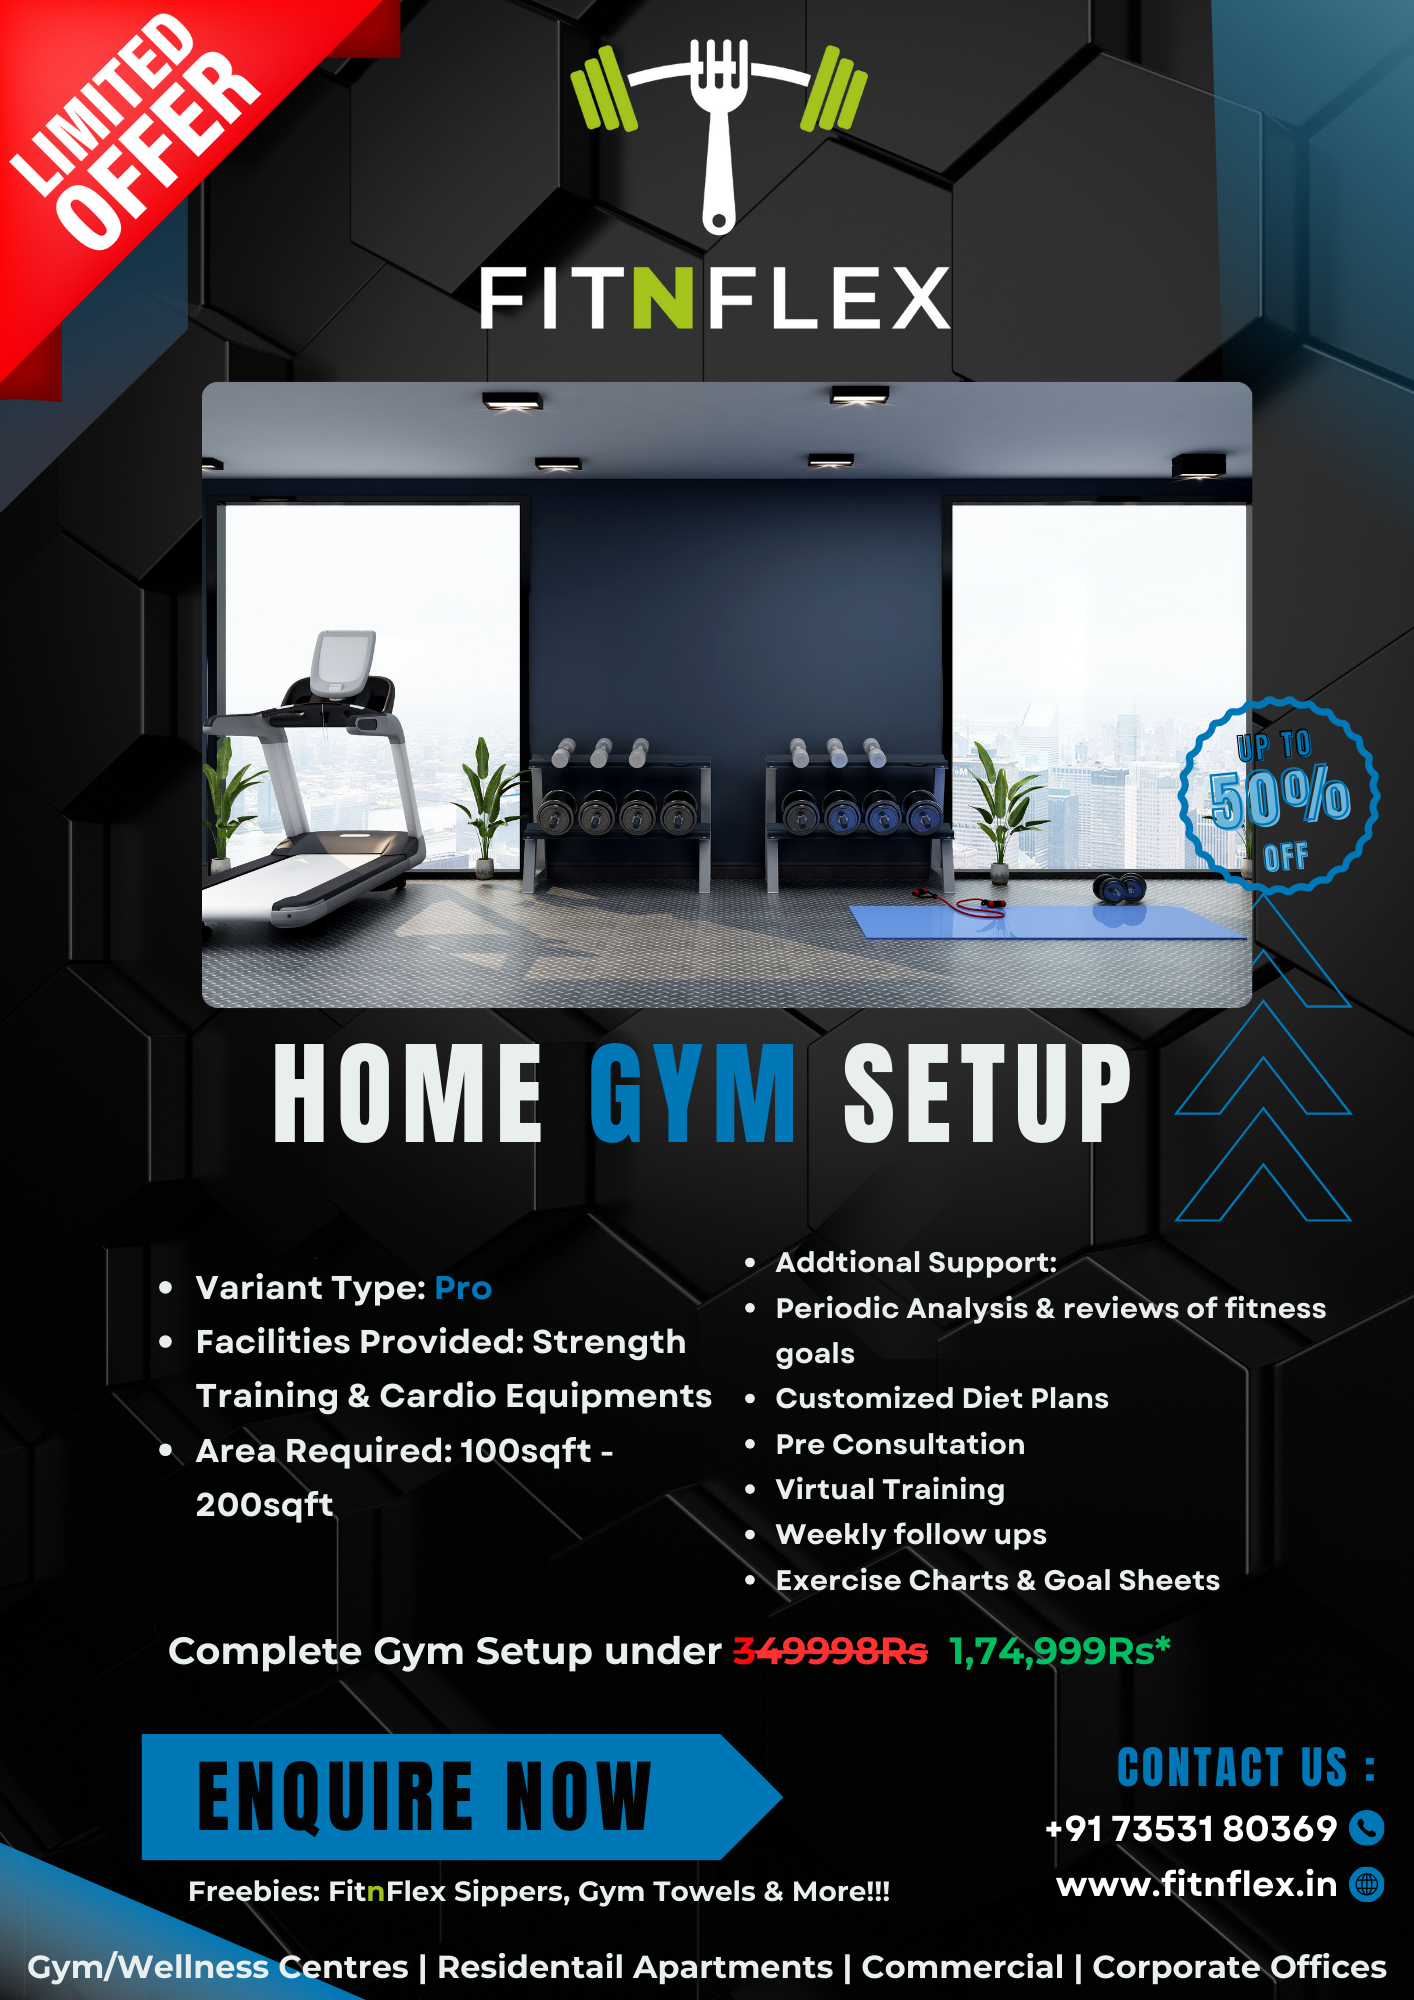 LIMITED
OFFER
FITNFLEX
UP TO
50%
OFF
HOME GYM SETUP
• Variant Type: Pro
• Facilities Provided: Strength
Training & Cardio Equipments
• Area Required: 100sqft -
200sqft
• Addtional Support:
• Periodic Analysis & reviews of fitness
goals
• Customized Diet Plans
• Pre Consultation
• Virtual Training
• Weekly follow ups
• Exercise Charts & Goal Sheets
Complete Gym Setup under 349998Rs 1,74,999Rs*
ENQUIRE NOW
Freebies: FitnFlex Sippers, Gym Towels & More!!!
CONTACT US :
+91 73531 80369
www.fitnflex.in
Gym/Wellness Centres | Residentail Apartments | Commercial | Corporate Offices